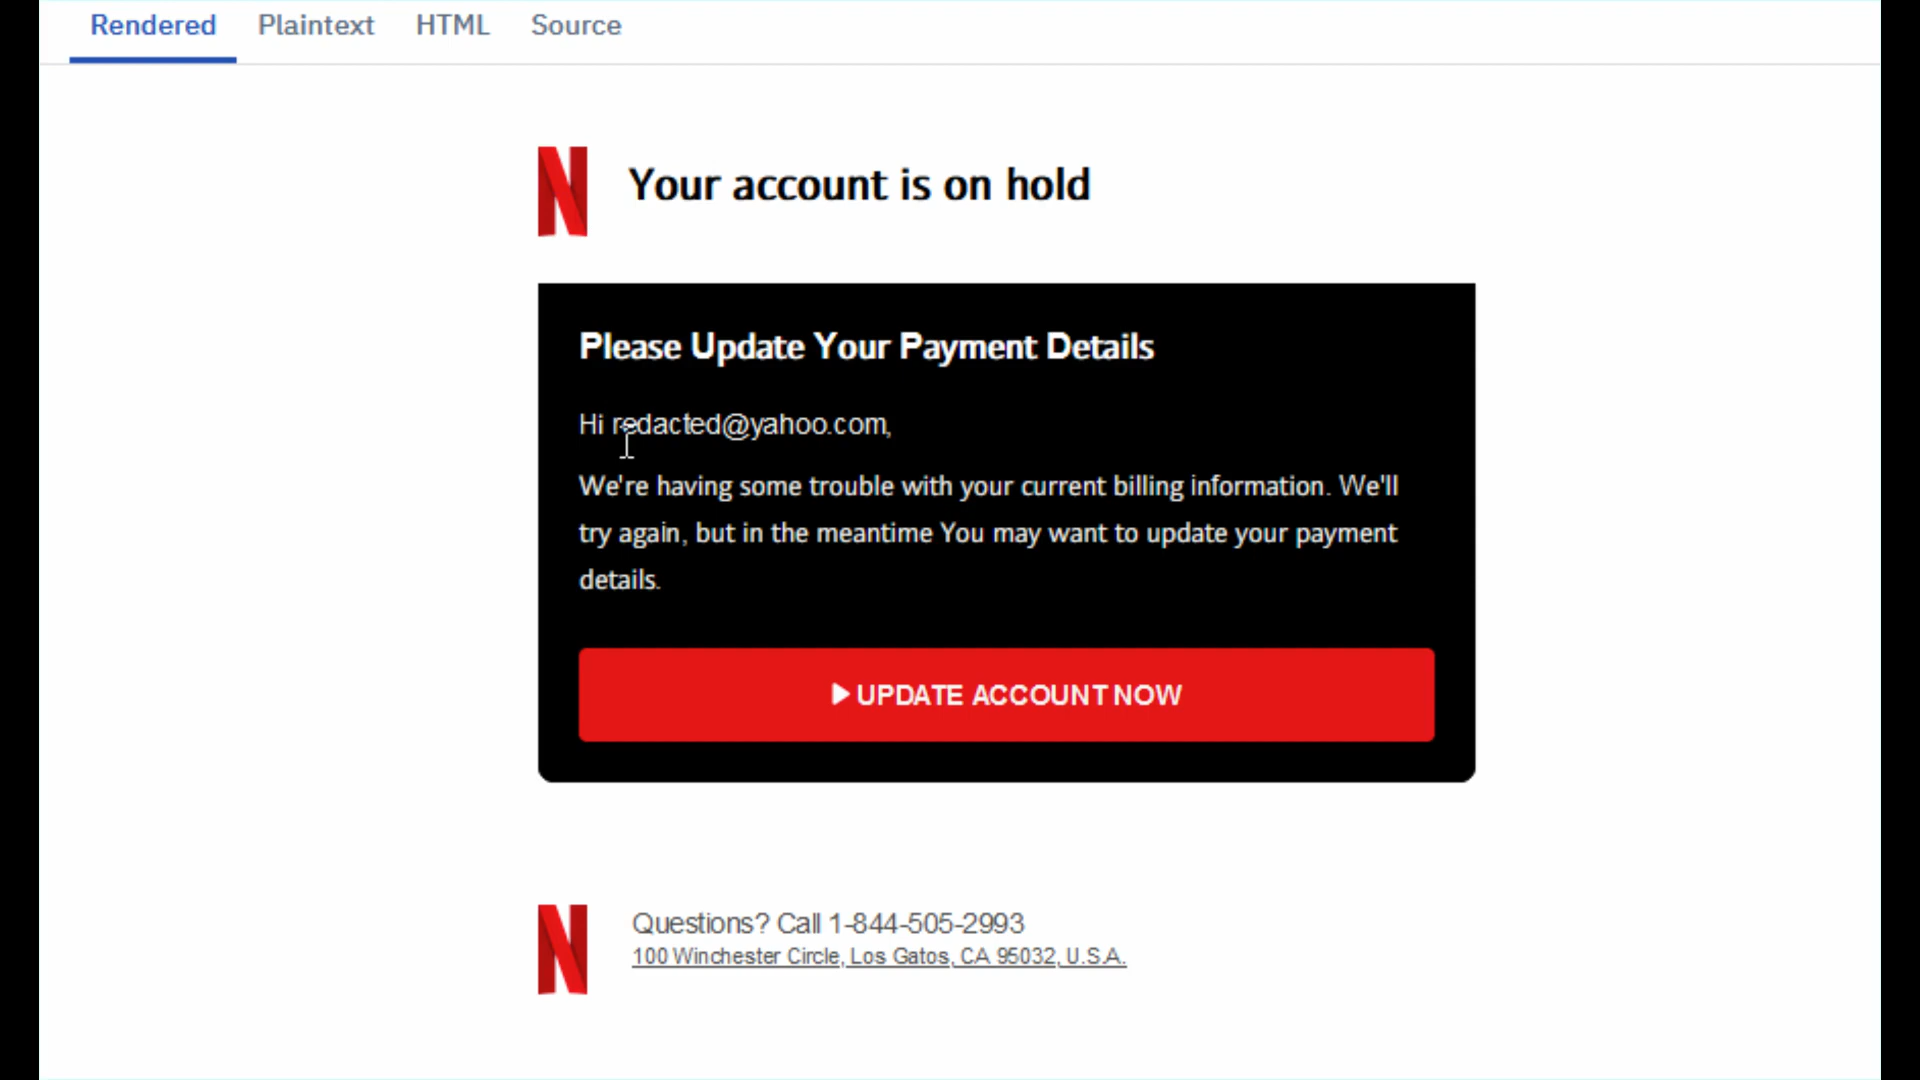 Rendered Plaintext HTML Source
Your account is on hold
Please Update Your Payment Details
Hi redacted@yahoo.com,
We're having some trouble with your current billing information. We'll
try again, but in the meantime You may want to update your payment
details.
UPDATE ACCOUNT NOW
Questions? Call 1-844-505-2993
100 Winchester Circle, Los Gatos, CA 95032, U.S.A.